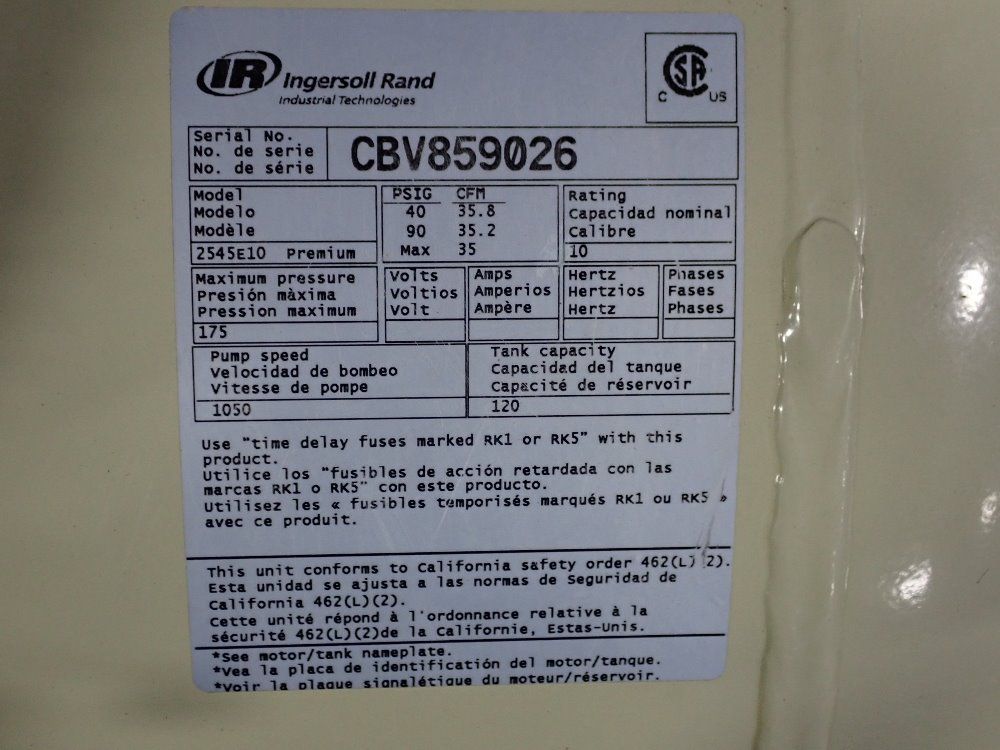 IR Ingersoll Rand
Industrial Technologies
C SA US
Serial No.
No. de serie
No. de série
CBV859026
Model
Modelo
Modèle
2545E10 Premium
PSIG CFM
40 35.8
90 35.2
Max 35
Rating
Capacidad nominal
Calibre
10
Maximum pressure
Presión màxima
Pression maximum
175
Volts
Voltios
Volt
Amps
Amperios
Ampère
Hertz
Hertzios
Hertz
Phases
Fases
Phases
Pump speed
Velocidad de bombeo
Vitesse de pompe
1050
Tank capacity
Capacidad del tanque
Capacité de réservoir
120
Use "time delay fuses marked RK1 or RK5" with this
product.
Utilice los "fusibles de acción retardada con las
marcas RK1 o RK5" con este producto.
Utilisez les « fusibles temporisés marqués RK1 ou RK5 »
avec ce produit.
This unit conforms to California safety order 462(L)(2).
Esta unidad se ajusta a las normas de Seguridad de
California 462(L)(2).
Cette unité répond à l'ordonnance relative à la
sécurité 462(L)(2)de la Californie, Estas-Unis.
*See motor/tank nameplate.
*Vea la placa de identificación del motor/tanque.
*Voir la plaque signalétique du moteur/réservoir.